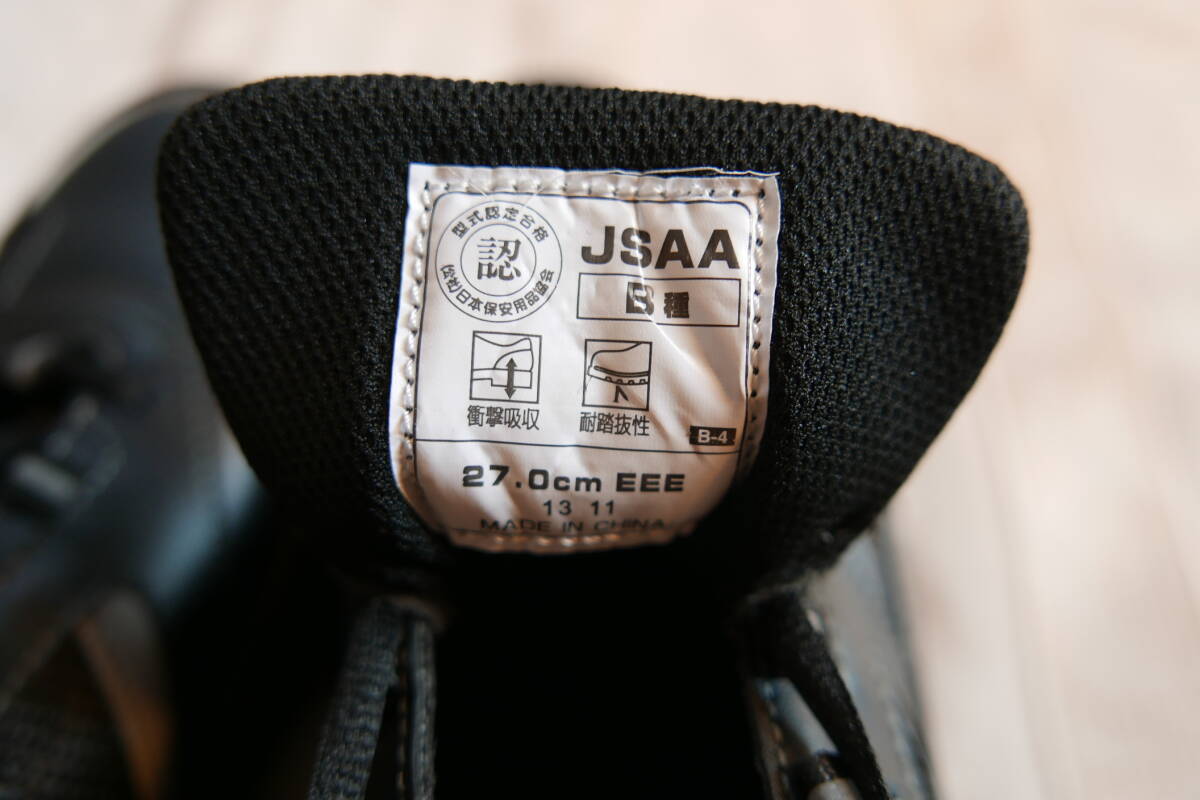 型式認定合格
認
(公社)日本保安用品協会
JSAA
B種
衝撃吸収
耐踏抜性
B-4
27.0cm EEE
13 11
MADE IN CHINA